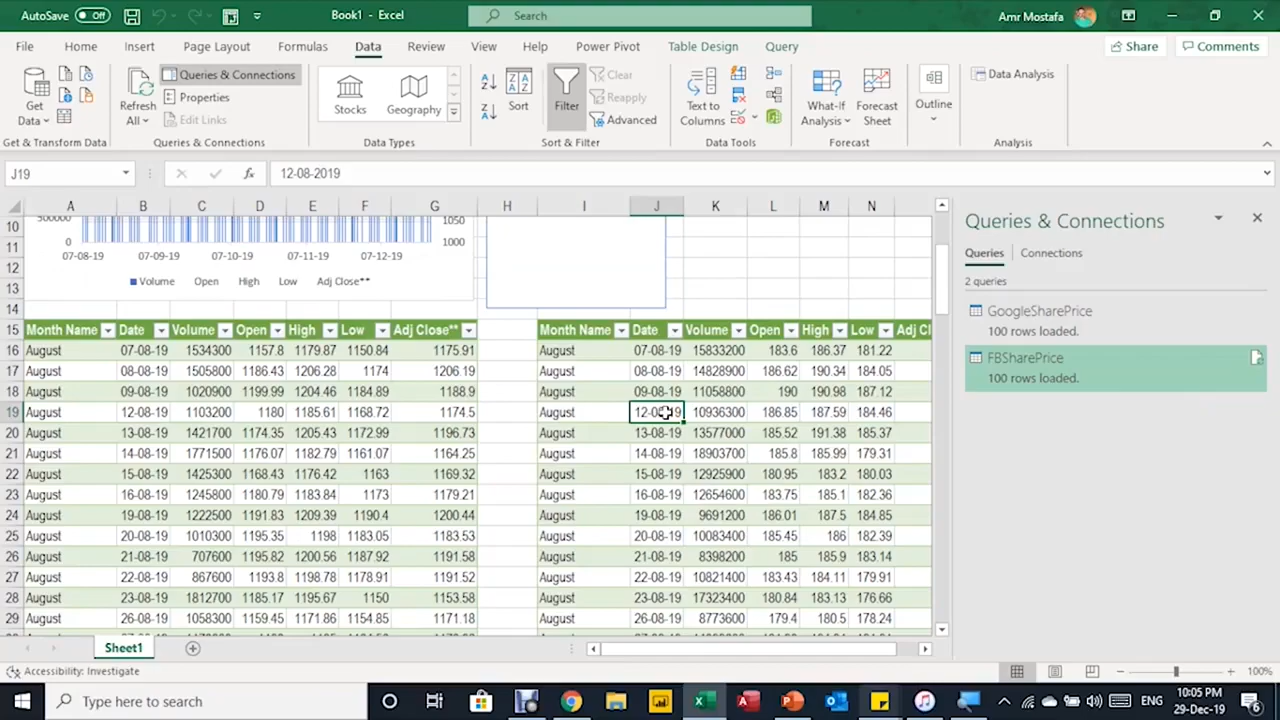 AutoSave Off Book1 - Excel Search Amr Mostafa
File Home Insert Page Layout Formulas Data Review View Help Power Pivot Table Design Query Share Comments
Get Data
Refresh All
Queries & Connections
Properties
Edit Links
Stocks
Geography
Sort
Filter
Clear
Reapply
Advanced
Text to Columns
What-If Analysis
Forecast Sheet
Outline
Data Analysis
Get & Transform Data Queries & Connections Data Types Sort & Filter Data Tools Forecast Analysis
J19 fx 12-08-2019
A B C D E F G H I J K L M N
10 1050
11 0 1000
12 07-08-19 07-09-19 07-10-19 07-11-19 07-12-19
13 Volume Open High Low Adj Close**
14
15 Month Name Date Volume Open High Low Adj Close** Month Name Date Volume Open High Low Adj Cl
16 August 07-08-19 1534300 1157.8 1179.87 1150.84 1175.91 August 07-08-19 15833200 183.6 186.37 181.22
17 August 08-08-19 1505800 1186.43 1206.28 1174 1206.19 August 08-08-19 14828900 186.62 190.34 184.05
18 August 09-08-19 1020900 1199.99 1204.46 1184.89 1188.9 August 09-08-19 11058800 190 190.98 187.12
19 August 12-08-19 1103200 1180 1185.61 1168.72 1174.5 August 10936300 186.85 187.59 184.46
20 August 13-08-19 1421700 1174.35 1205.43 1172.99 1196.73 August 13-08-19 13577000 185.52 191.38 185.37
21 August 14-08-19 1771500 1176.07 1182.79 1161.07 1164.25 August 14-08-19 18903700 185.8 185.99 179.31
22 August 15-08-19 1425300 1168.43 1176.42 1163 1169.32 August 15-08-19 12925900 180.95 183.2 180.03
23 August 16-08-19 1245800 1180.79 1183.84 1173 1179.21 August 16-08-19 12654600 183.75 185.1 182.36
24 August 19-08-19 1222500 1191.83 1209.39 1190.4 1200.44 August 19-08-19 9691200 186.01 187.5 184.85
25 August 20-08-19 1010300 1195.35 1198 1183.05 1183.53 August 20-08-19 10083400 185.45 186 182.39
26 August 21-08-19 707600 1195.82 1200.56 1187.92 1191.58 August 21-08-19 8398200 185 185.9 183.14
27 August 22-08-19 867600 1193.8 1198.78 1178.91 1191.52 August 22-08-19 10821400 183.43 184.11 179.91
28 August 23-08-19 1812700 1185.17 1195.67 1150 1153.58 August 23-08-19 17323400 180.84 183.13 176.66
29 August 26-08-19 1058300 1159.45 1171.86 1154.85 1171.18 August 26-08-19 8773600 179.4 180.5 178.24
Queries & Connections
Queries Connections
2 queries
GoogleSharePrice
100 rows loaded.
FBSharePrice
100 rows loaded.
Sheet1
Accessibility: Investigate 100%
Type here to search ENG 10:05 PM
29-Dec-19 6